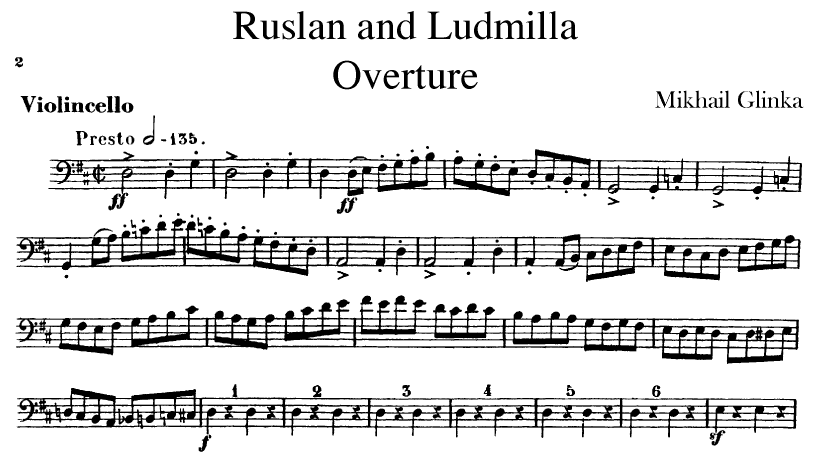 Ruslan and Ludmilla
2
Overture
Mikhail Glinka
Violincello
Presto 𝅗𝅥 -135.
ff
ff
1 2 3 4 5 6
f
sf